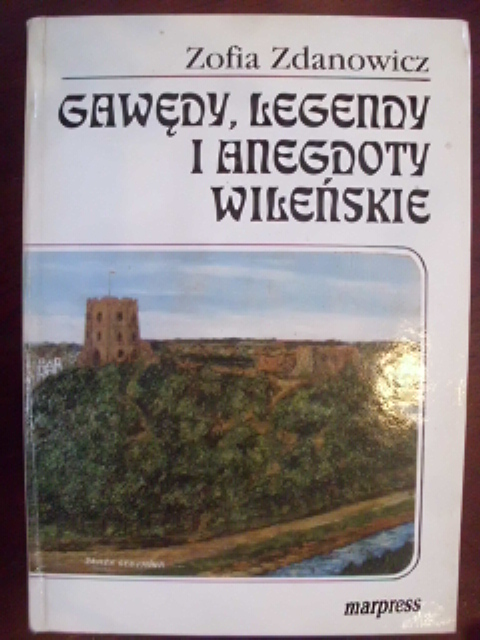 Zofia Zdanowicz
GAWĘDY, LEGENDY
I ANEGDOTY
WILEŃSKIE
marpress